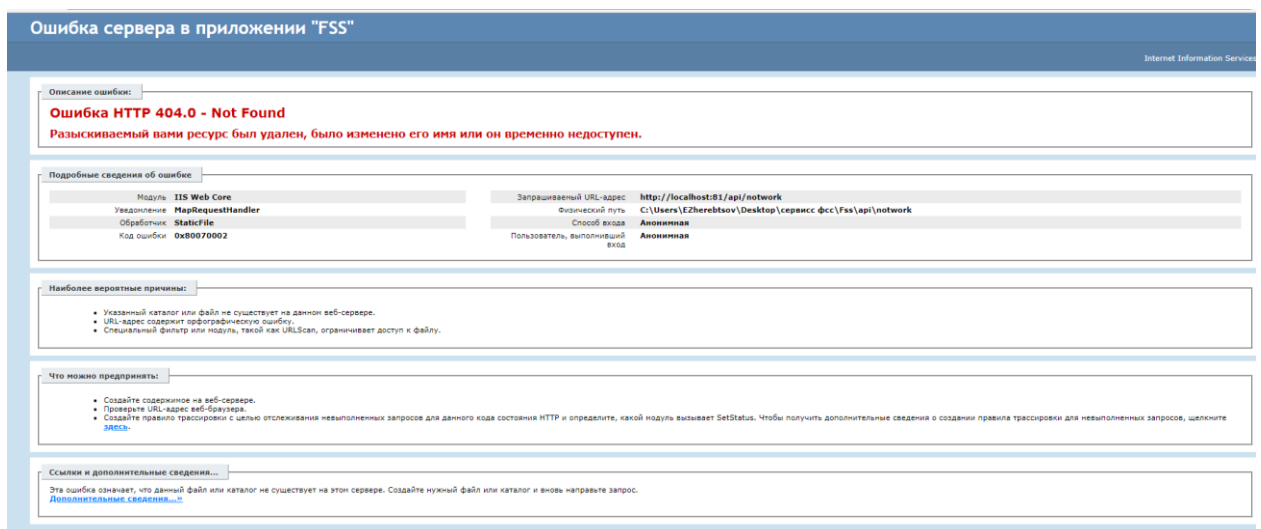 Ошибка сервера в приложении "FSS"
Internet Information Services
Описание ошибки:
Ошибка HTTP 404.0 - Not Found
Разыскиваемый вами ресурс был удален, было изменено его имя или он временно недоступен.
Подробные сведения об ошибке
Модуль IIS Web Core
Уведомление MapRequestHandler
Обработчик StaticFile
Код ошибки 0x80070002
Запрашиваемый URL-адрес http://localhost:81/api/notwork
Физический путь C:\Users\EZherebtsov\Desktop\сервисс фсс\Fss\api\notwork
Способ входа Анонимная
Пользователь, выполнивший
вход Анонимная
Наиболее вероятные причины:
Указанный каталог или файл не существует на данном веб-сервере.
URL-адрес содержит орфографическую ошибку.
Специальный фильтр или модуль, такой как URLScan, ограничивает доступ к файлу.
Что можно предпринять:
Создайте содержимое на веб-сервере.
Проверьте URL-адрес веб-браузера.
Создайте правило трассировки с целью отслеживания невыполненных запросов для данного кода состояния HTTP и определите, какой модуль вызывает SetStatus. Чтобы получить дополнительные сведения о создании правила трассировки для невыполненных запросов, щелкните
здесь.
Ссылки и дополнительные сведения...
Эта ошибка означает, что данный файл или каталог не существует на этом сервере. Создайте нужный файл или каталог и вновь направьте запрос.
Дополнительные сведения...»